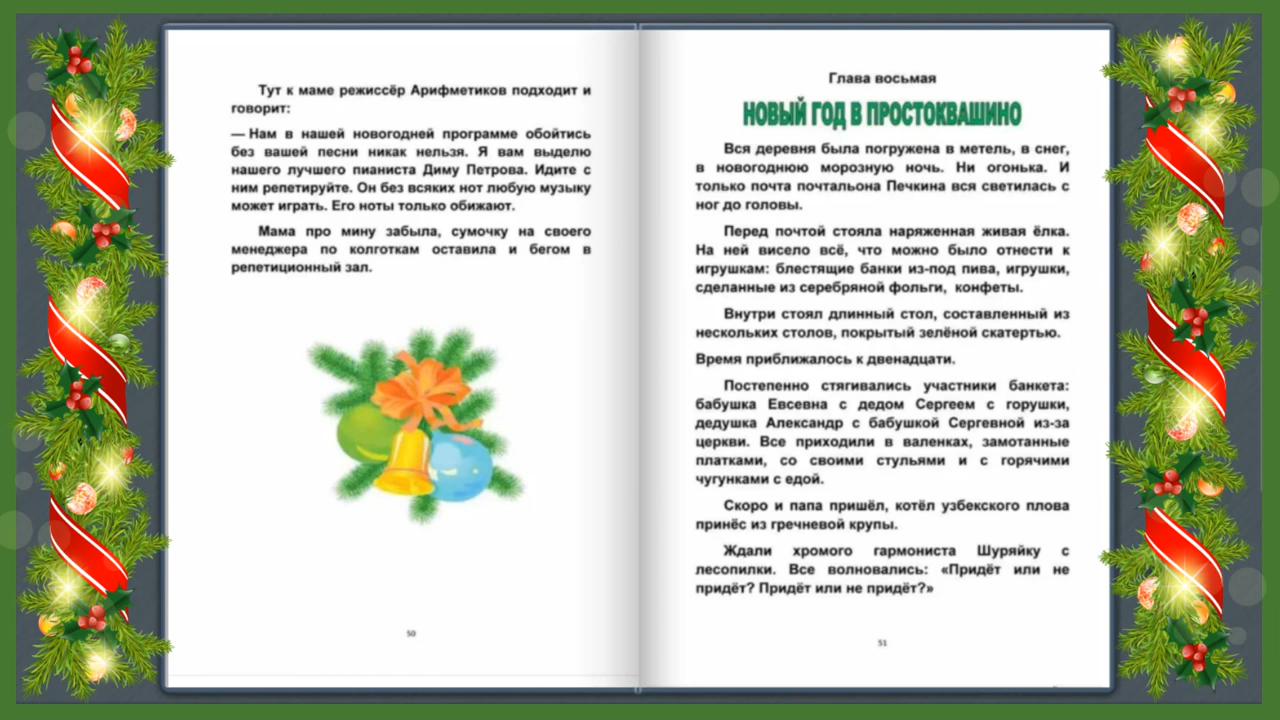 Тут к маме режиссёр Арифметиков подходит и
говорит:
— Нам в нашей новогодней программе обойтись
без вашей песни никак нельзя. Я вам выделю
нашего лучшего пианиста Диму Петрова. Идите с
ним репетируйте. Он без всяких нот любую музыку
может играть. Его ноты только обижают.
Мама про мину забыла, сумочку на своего
менеджера по колготкам оставила и бегом в
репетиционный зал.
50
Глава восьмая
НОВЫЙ ГОД В ПРОСТОКВАШИНО
Вся деревня была погружена в метель, в снег,
в новогоднюю морозную ночь. Ни огонька. И
только почта почтальона Печкина вся светилась с
ног до головы.
Перед почтой стояла наряженная живая ёлка.
На ней висело всё, что можно было отнести к
игрушкам: блестящие банки из-под пива, игрушки,
сделанные из серебряной фольги, конфеты.
Внутри стоял длинный стол, составленный из
нескольких столов, покрытый зелёной скатертью.
Время приближалось к двенадцати.
Постепенно стягивались участники банкета:
бабушка Евсевна с дедом Сергеем с горушки,
дедушка Александр с бабушкой Сергевной из-за
церкви. Все приходили в валенках, замотанные
платками, со своими стульями и с горячими
чугунками с едой.
Скоро и папа пришёл, котёл узбекского плова
принёс из гречневой крупы.
Ждали хромого гармониста Шуряйку с
лесопилки. Все волновались: «Придёт или не
придёт? Придёт или не придёт?»
51